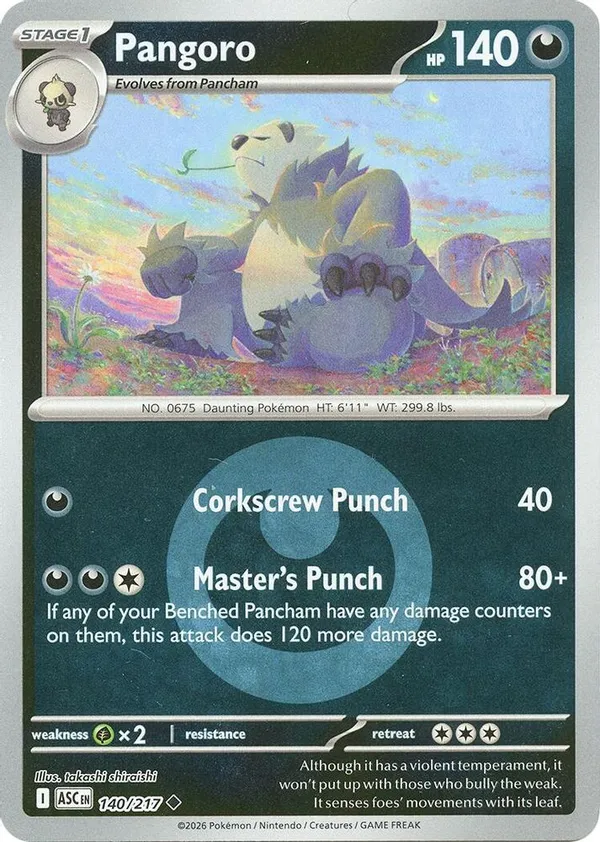 STAGE1
Pangoro
HP 140
Evolves from Pancham
NO. 0675 Daunting Pokémon HT: 6'11" WT: 299.8 lbs.
Corkscrew Punch 40
Master's Punch 80+
If any of your Benched Pancham have any damage counters
on them, this attack does 120 more damage.
weakness ×2 resistance retreat
Illus. takashi shiraishi
Although it has a violent temperament, it
won't put up with those who bully the weak.
It senses foes' movements with its leaf.
I ASC EN 140/217
©2026 Pokémon / Nintendo / Creatures / GAME FREAK